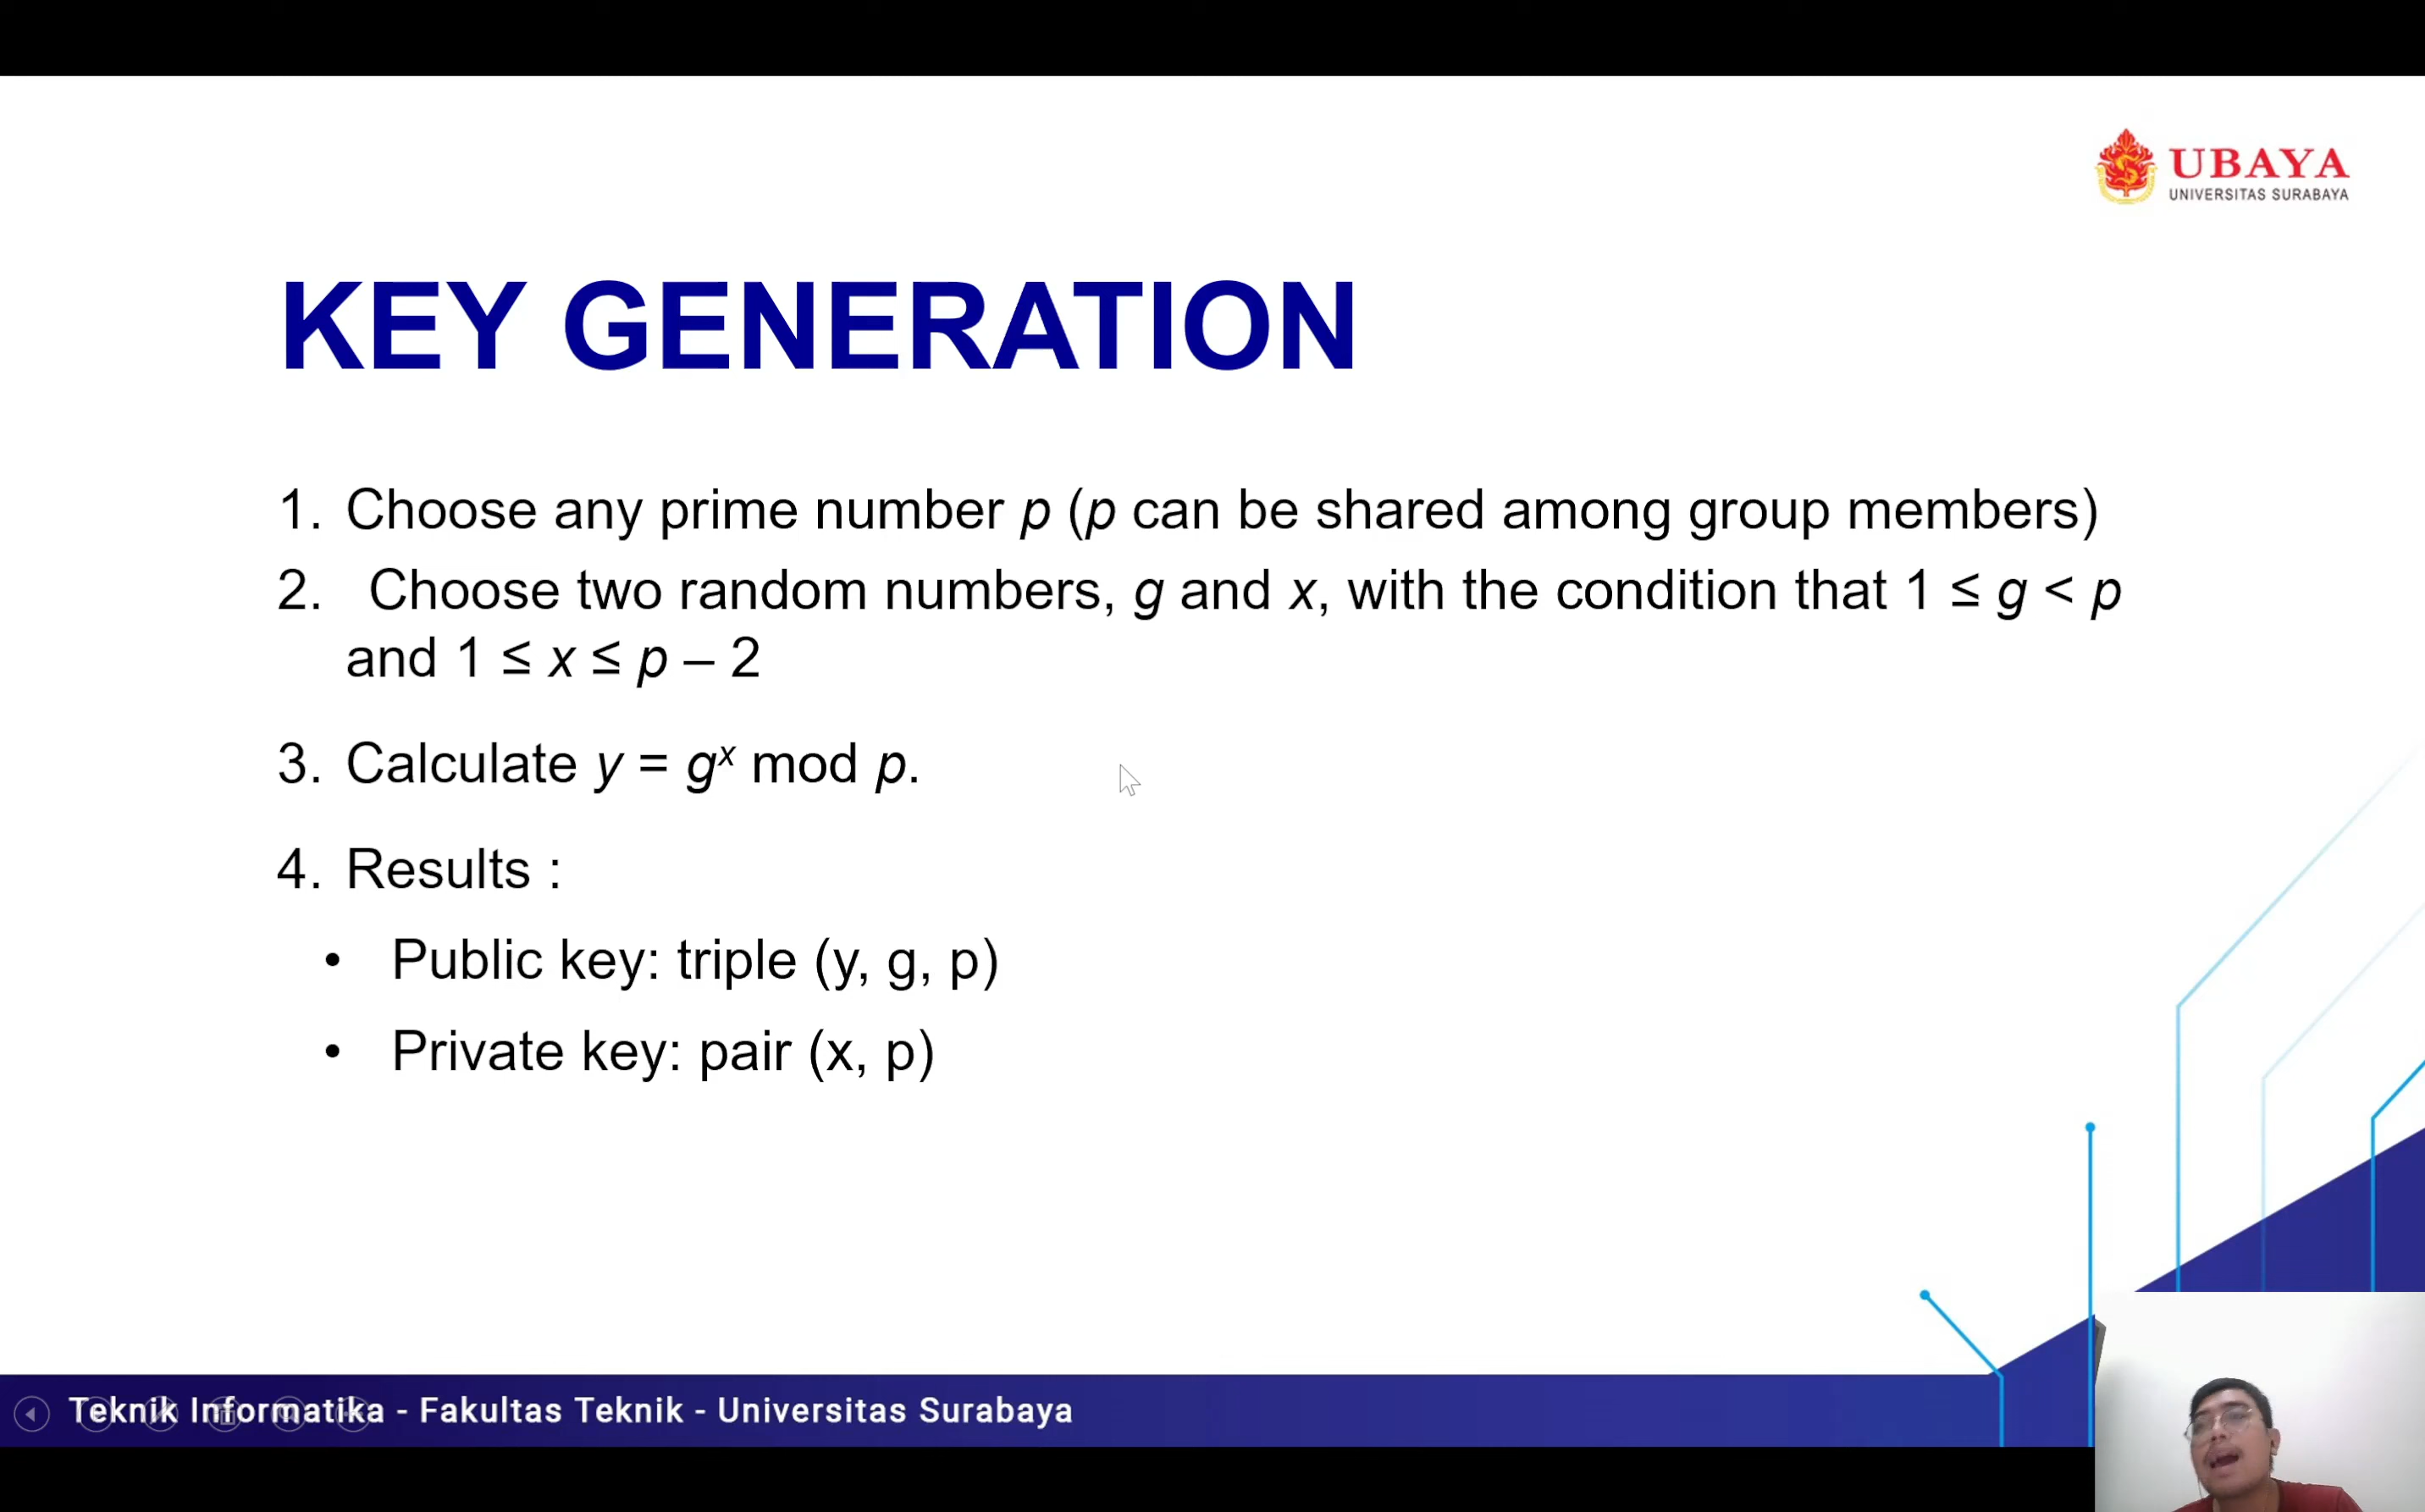 UBAYA
UNIVERSITAS SURABAYA
KEY GENERATION
1. Choose any prime number p (p can be shared among group members)
2. Choose two random numbers, g and x, with the condition that 1 ≤ g < p
and 1 ≤ x ≤ p – 2
3. Calculate y = gˣ mod p.
4. Results :
• Public key: triple (y, g, p)
• Private key: pair (x, p)
Teknik Informatika - Fakultas Teknik - Universitas Surabaya